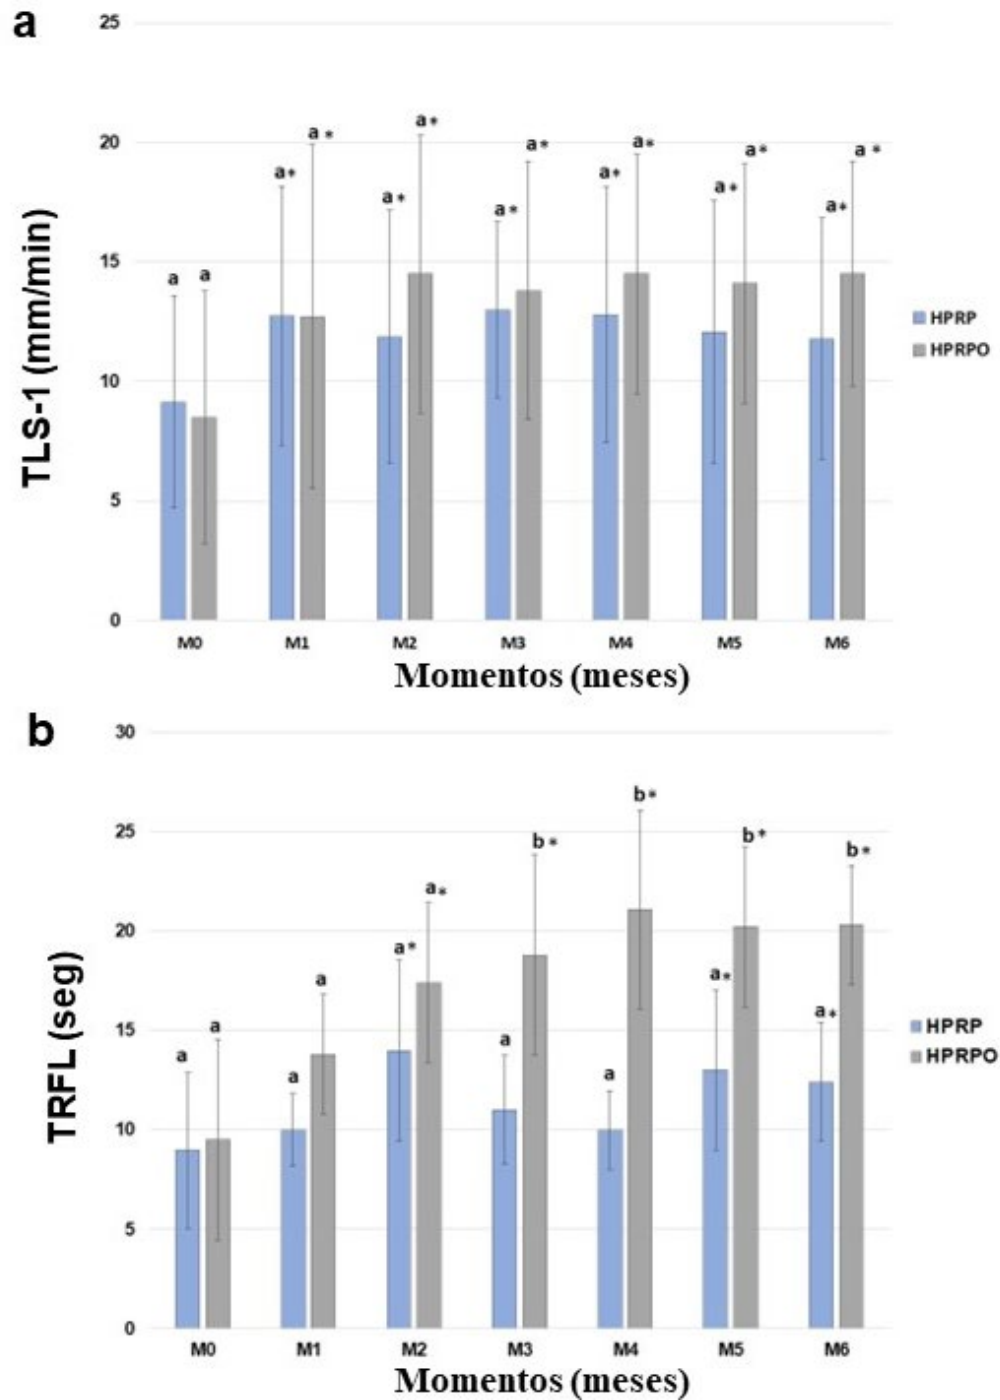 a
25
20
15
10
5
0
TLS-1 (mm/min)
a a a* a* a* a* a* a* a* a* a* a* a* a*
M0 M1 M2 M3 M4 M5 M6
Momentos (meses)
HPRP
HPRPO
b
30
25
20
15
10
5
0
TRFL (seg)
a a a a a* a* a b* a b* a* b* a* b*
M0 M1 M2 M3 M4 M5 M6
Momentos (meses)
HPRP
HPRPO